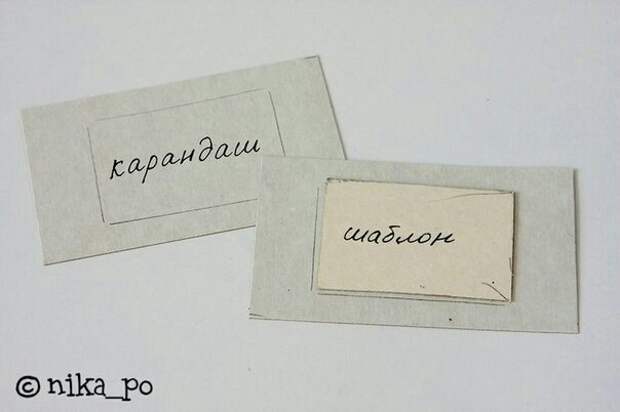 карандаш
шаблон
© nika_po